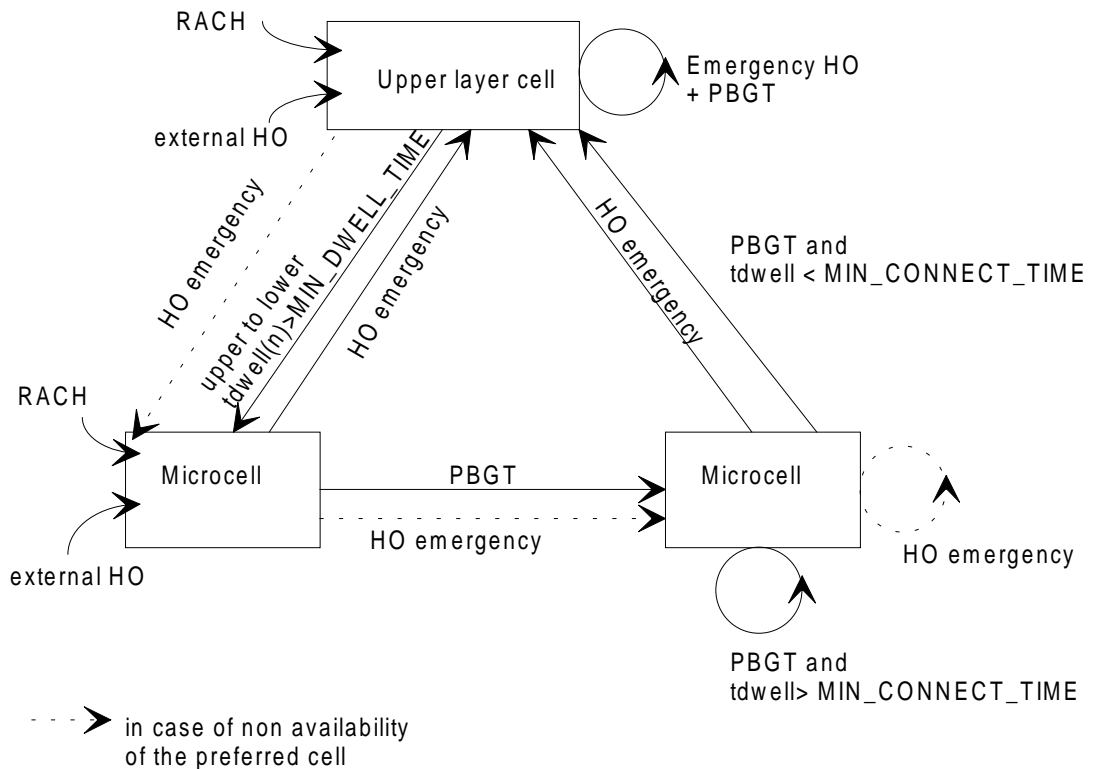 RACH
Upper layer cell
Emergency HO
+ PBGT
external HO
HO emergency
upper to lower
tdwell(n)>MIN_DWELL_TIME
HO emergency
HO emergency
PBGT and
tdwell < MIN_CONNECT_TIME
RACH
Microcell
PBGT
Microcell
HO emergency
HO emergency
external HO
PBGT and
tdwell> MIN_CONNECT_TIME
in case of non availability
of the preferred cell